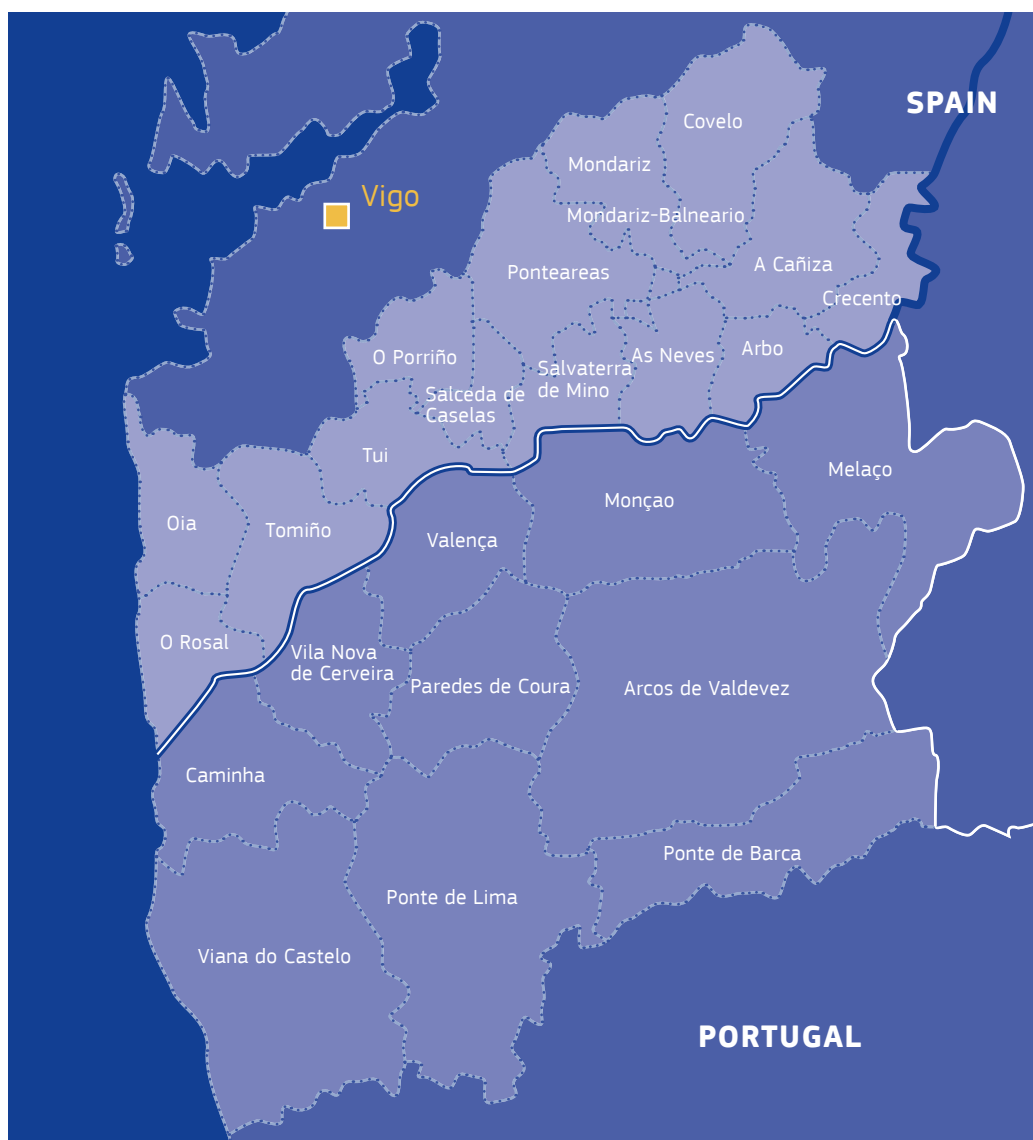 SPAIN
Covelo
Mondariz
Vigo
Mondariz-Balneario
A Cañiza
Ponteareas
Crecento
O Porriño
As Neves
Arbo
Salvaterra
de Mino
Salceda de
Caselas
Tui
Melaço
Monçao
Oia
Tomiño
Valença
O Rosal
Vila Nova
de Cerveira
Paredes de Coura
Arcos de Valdevez
Caminha
Ponte de Barca
Ponte de Lima
Viana do Castelo
PORTUGAL